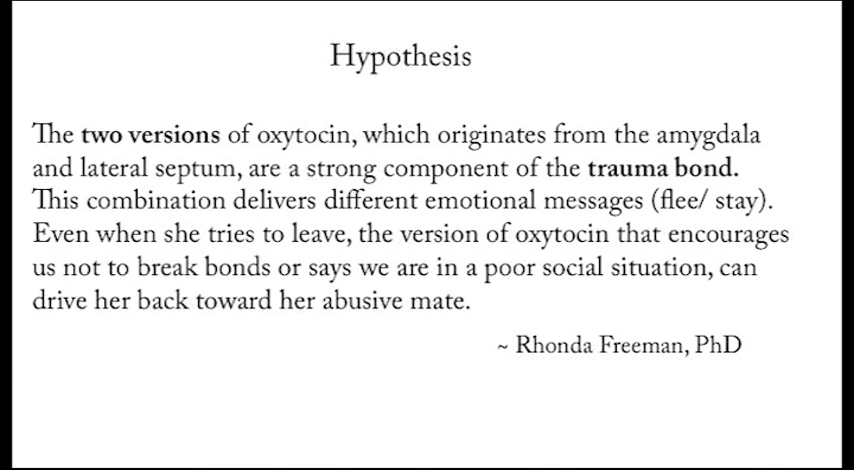 Hypothesis
The two versions of oxytocin, which originates from the amygdala
and lateral septum, are a strong component of the trauma bond.
This combination delivers different emotional messages (flee/ stay).
Even when she tries to leave, the version of oxytocin that encourages
us not to break bonds or says we are in a poor social situation, can
drive her back toward her abusive mate.
~ Rhonda Freeman, PhD